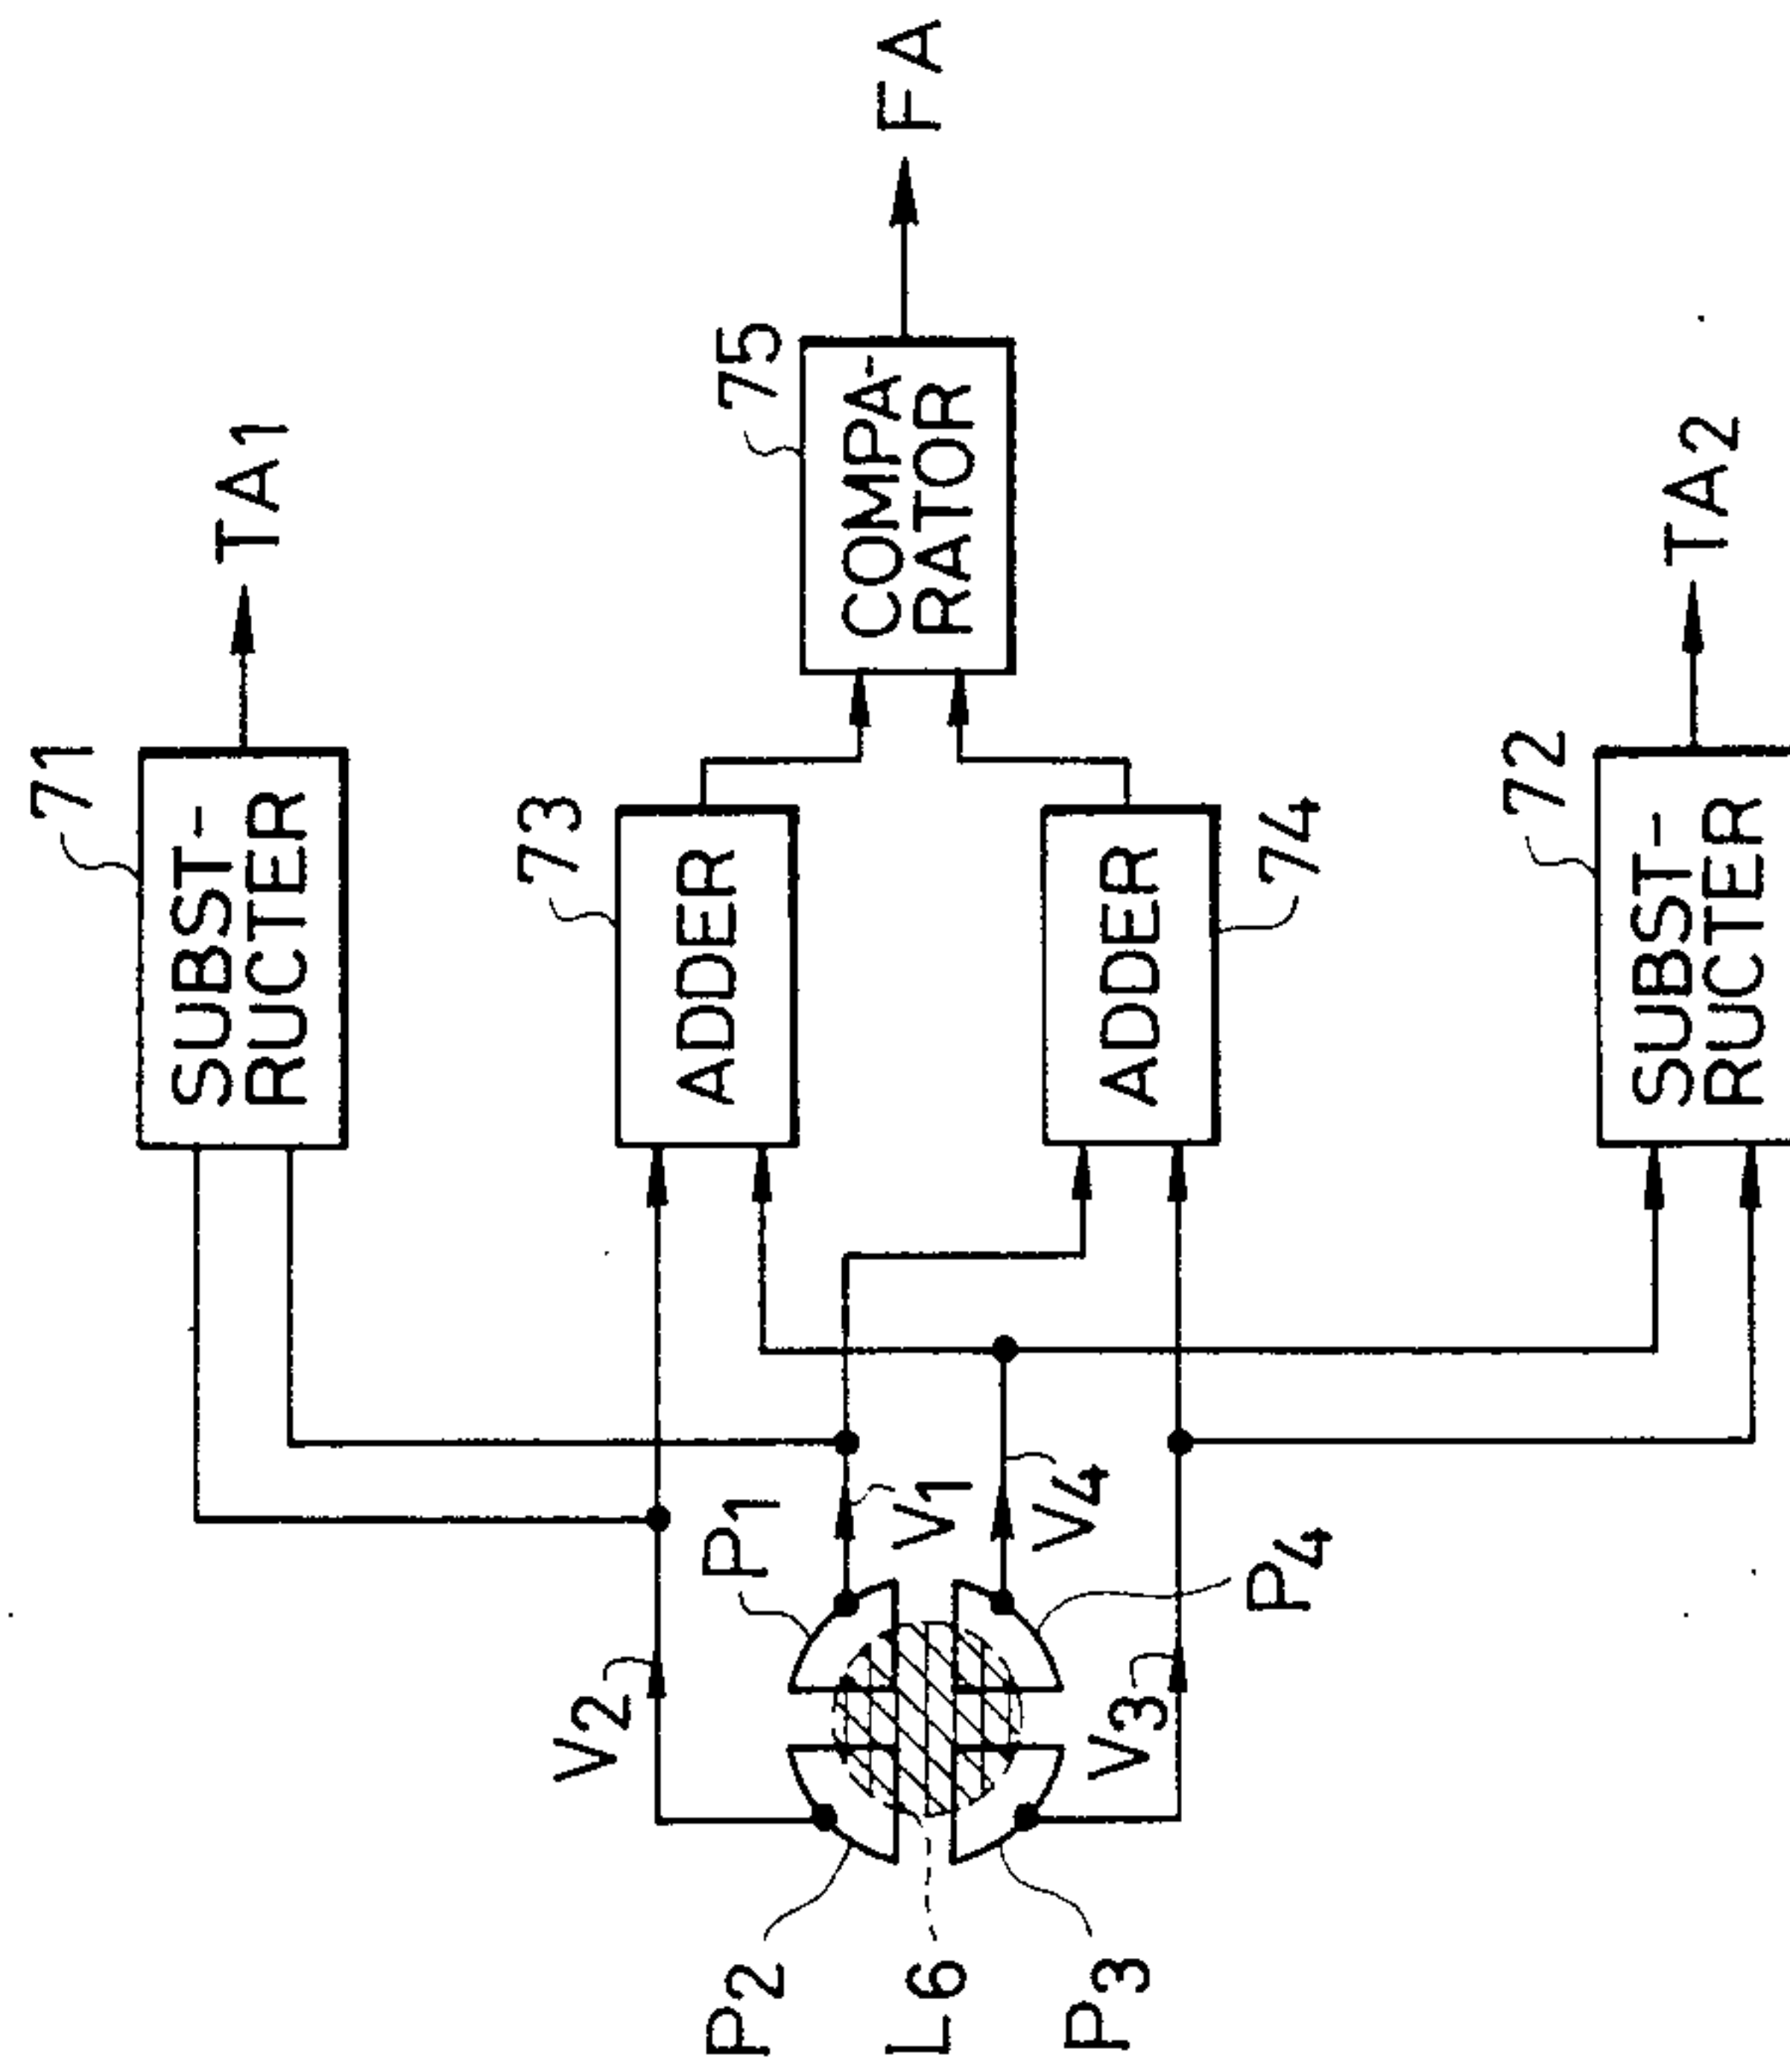 71
SUBST-
RUCTER
TA1
V2
73
ADDER
P2
P1
V1
75
COMPA-
RATOR
FA
L6
V4
ADDER
74
P3
V3
P4
72
SUBST-
RUCTER
TA2